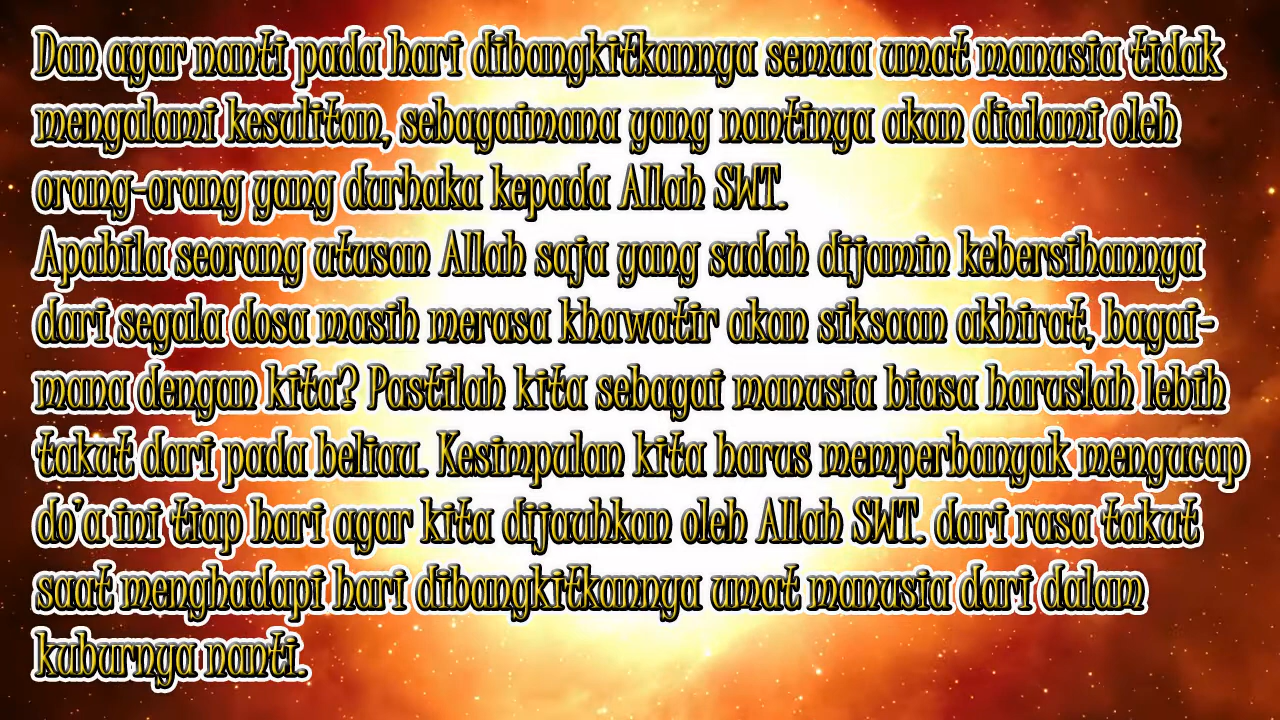 Dan agar nanti pada hari dibangkitkannya semua umat manusia tidak
mengalami kesulitan, sebagaimana yang nantinya akan dialami oleh
orang-orang yang durhaka kepada Allah SWT.
Apabila seorang utusan Allah saja yang sudah dijamin kebersihannya
dari segala dosa masih merasa khawatir akan siksaan akhirat, bagai-
mana dengan kita? Pastilah kita sebagai manusia biasa haruslah lebih
takut dari pada beliau. Kesimpulan kita harus memperbanyak mengucap
do'a ini tiap hari agar kita dijauhkan oleh Allah SWT. dari rasa takut
saat menghadapi hari dibangkitkannya umat manusia dari dalam
kuburnya nanti.